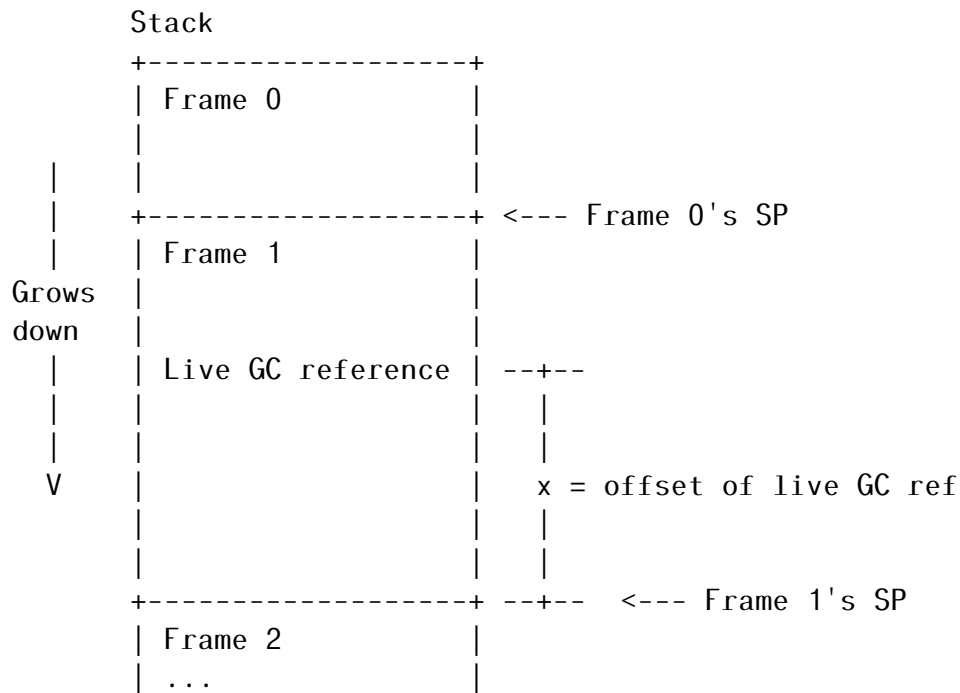 Stack
+-------------------+
| Frame 0           |
|                   |
|   |                   |
|   +-------------------+ <--- Frame 0's SP
|   | Frame 1           |
Grows  |                   |
down   |                   |
|   | Live GC reference | --+--
|   |                   |   |
|   |                   |   |
V   |                   |   x = offset of live GC ref
|                   |   |
|                   |   |
+-------------------+ --+--  <--- Frame 1's SP
| Frame 2           |
| ...               |